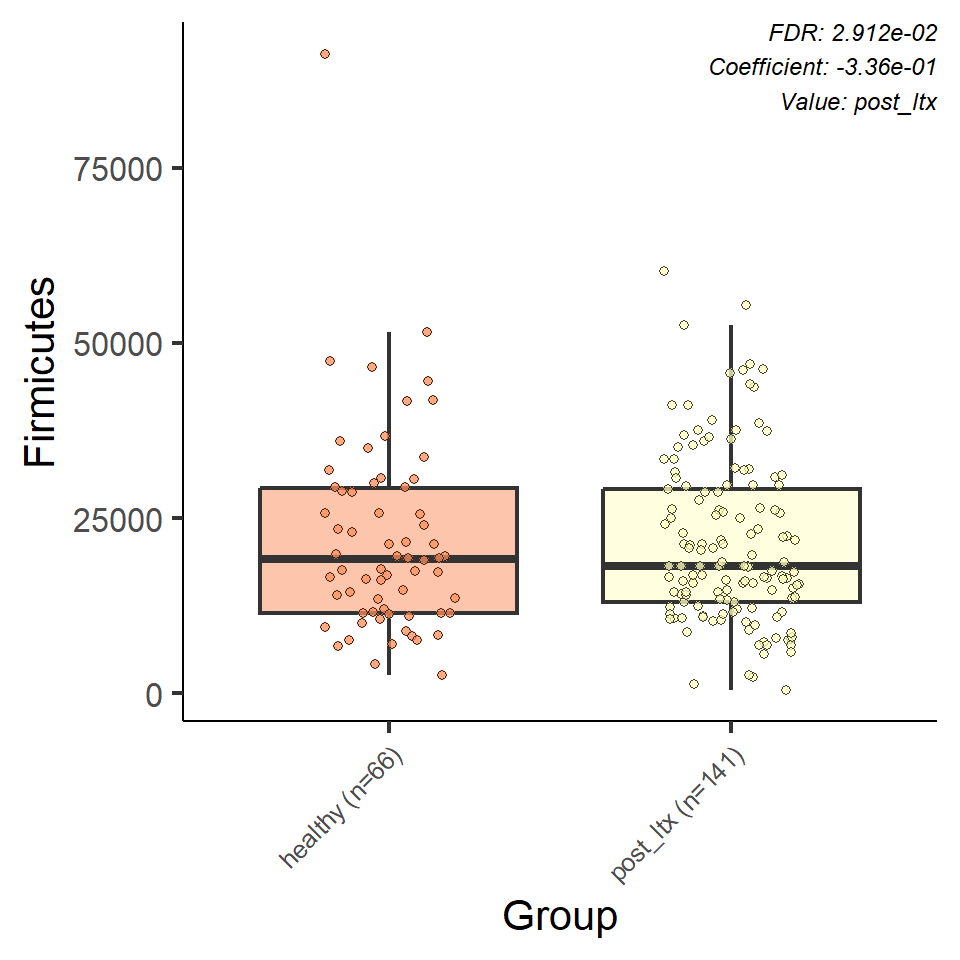 FDR: 2.912e-02
Coefficient: -3.36e-01
Value: post_ltx
75000
50000
25000
0
Firmicutes
healthy (n=66)
post_ltx (n=141)
Group